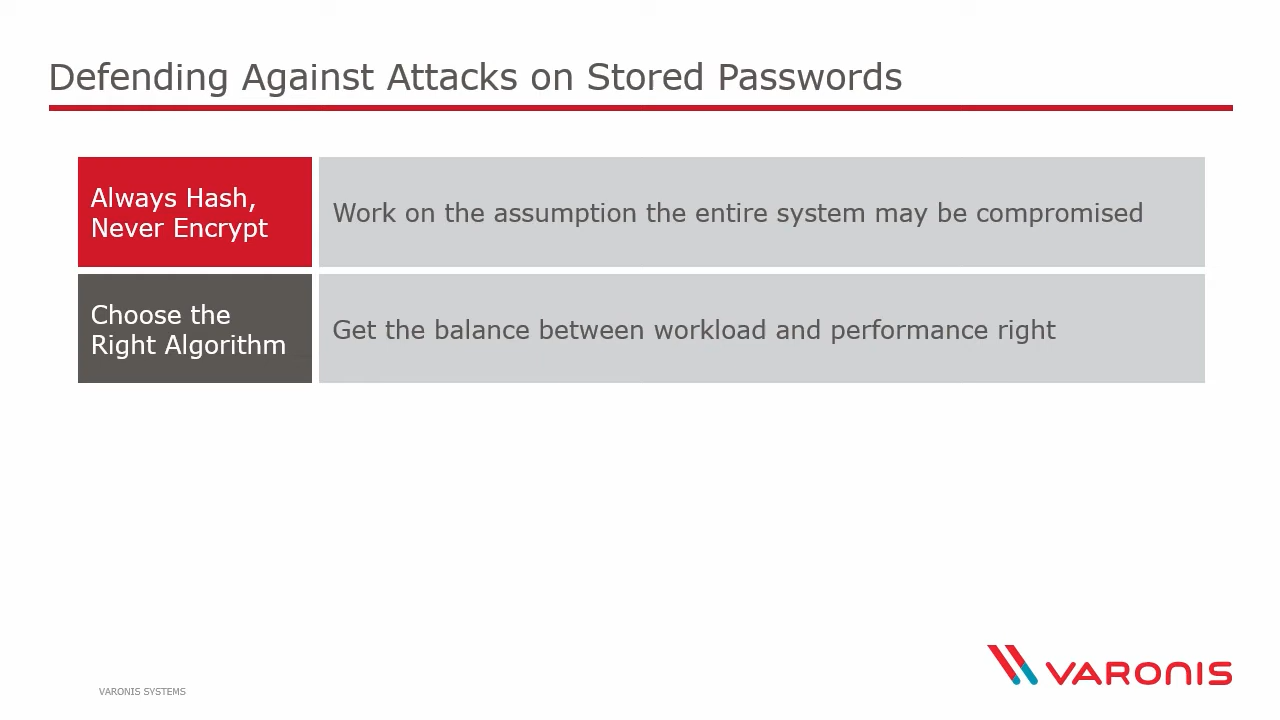 Defending Against Attacks on Stored Passwords
Always Hash,
Never Encrypt
Work on the assumption the entire system may be compromised
Choose the
Right Algorithm
Get the balance between workload and performance right
VARONIS SYSTEMS
VARONIS